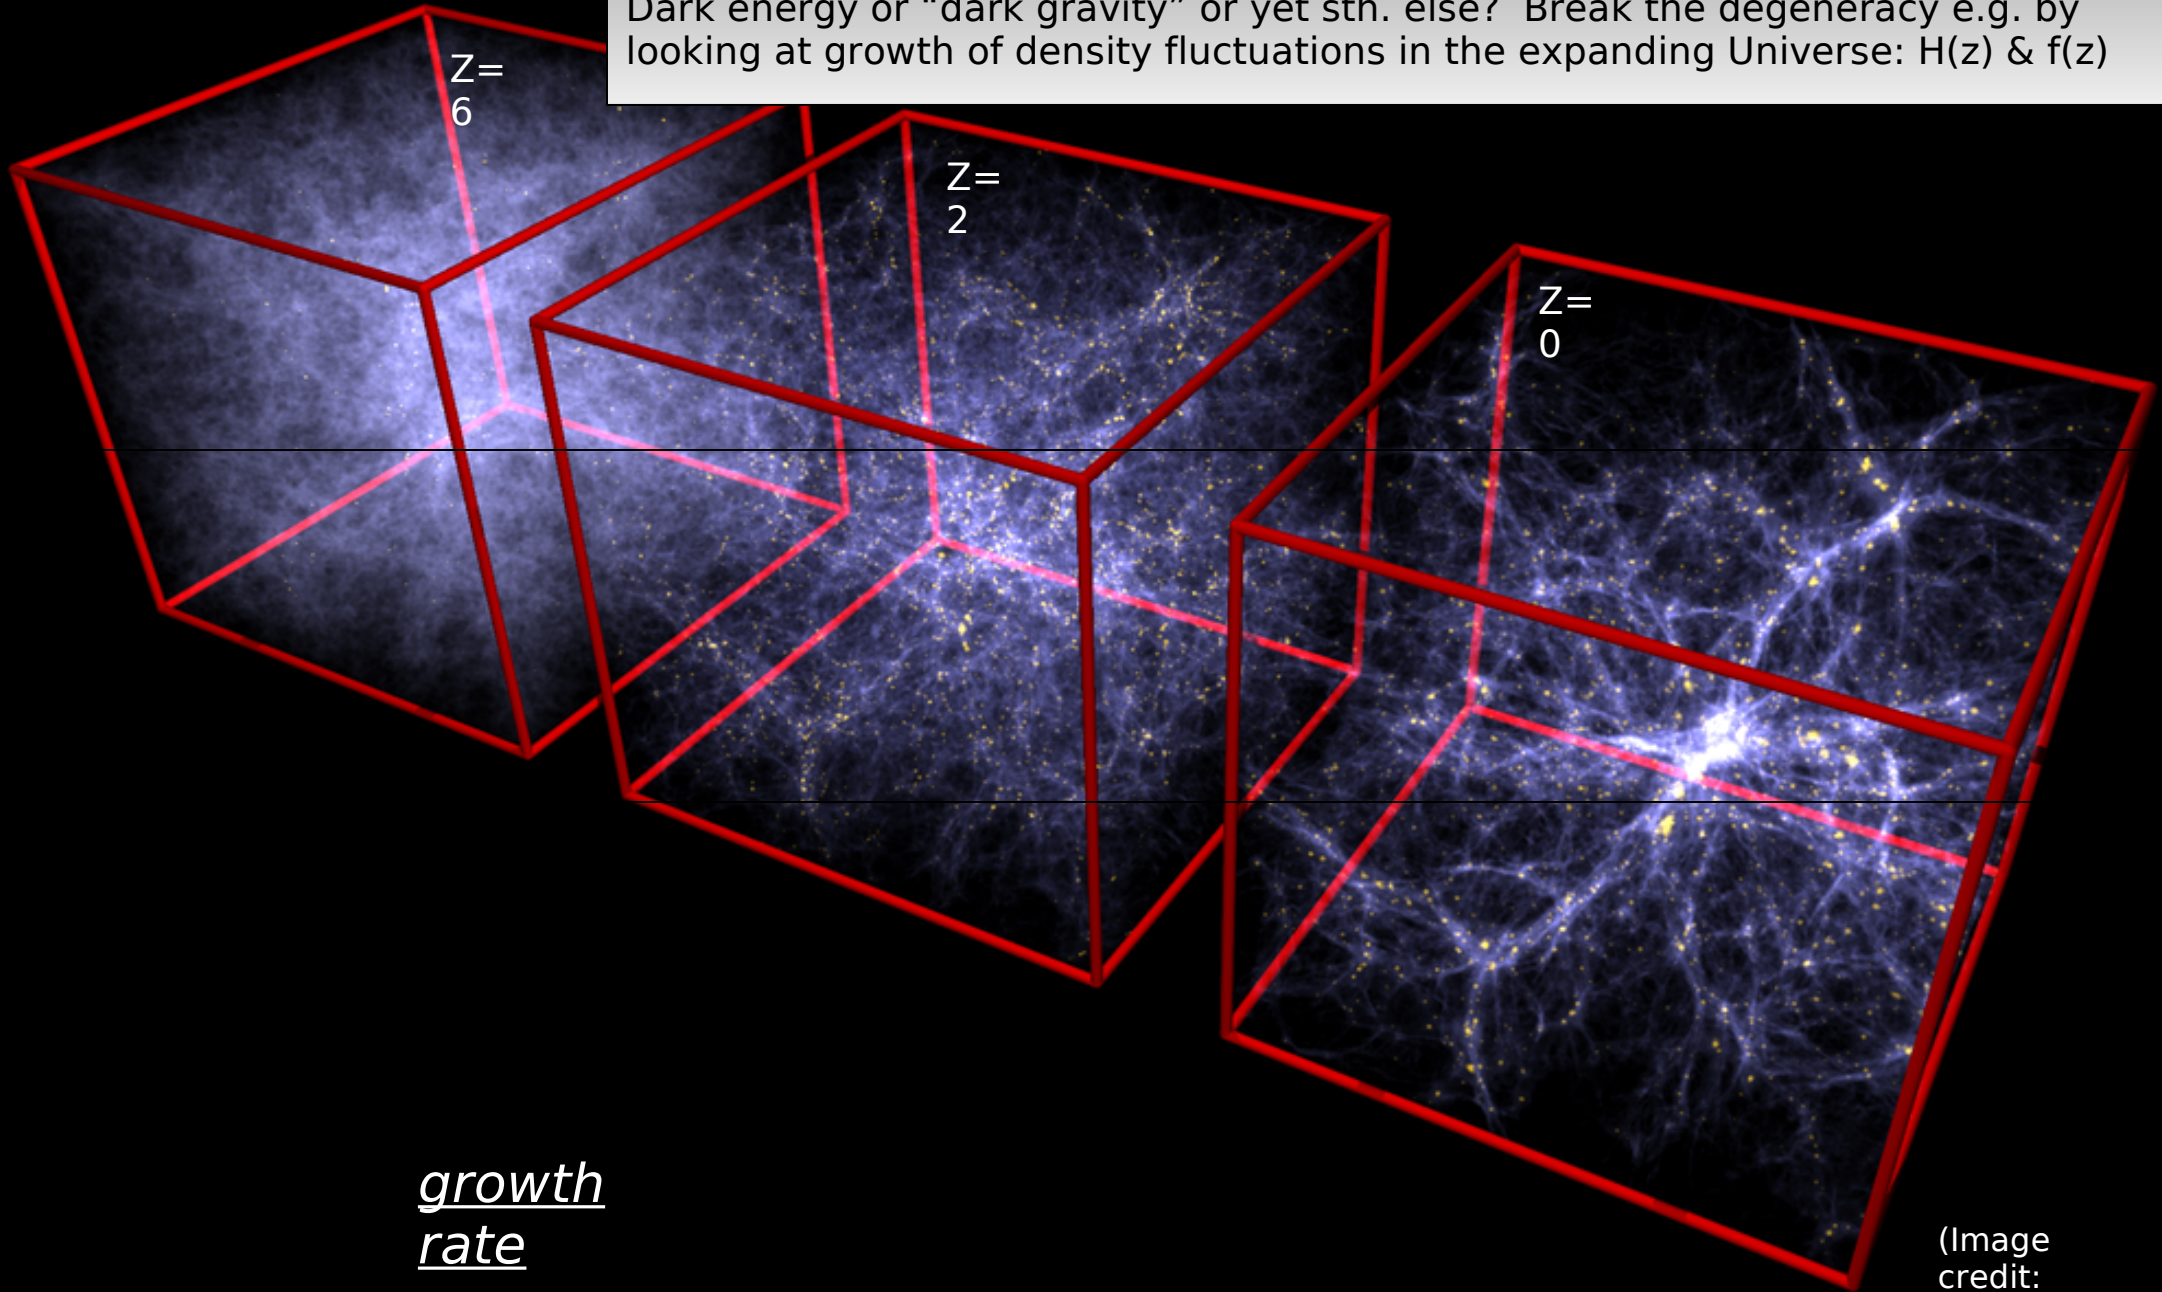 Dark energy or “dark gravity” or yet sth. else?  Break the degeneracy e.g. by
looking at growth of density fluctuations in the expanding Universe: H(z) & f(z)
Z=
6
Z=
2
Z=
0
growth
rate
(Image
credit: